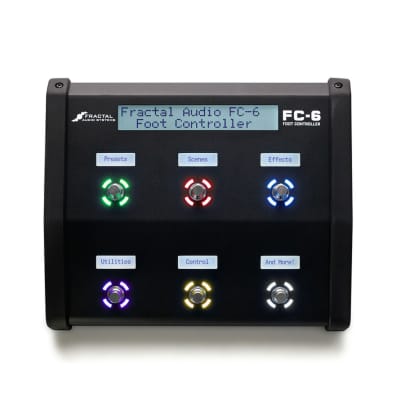 FRACTAL
AUDIO SYSTEMS
Fractal Audio FC-6
Foot Controller
FC-6
FOOT CONTROLLER
Presets
Scenes
Effects
Utilities
Control
And More!